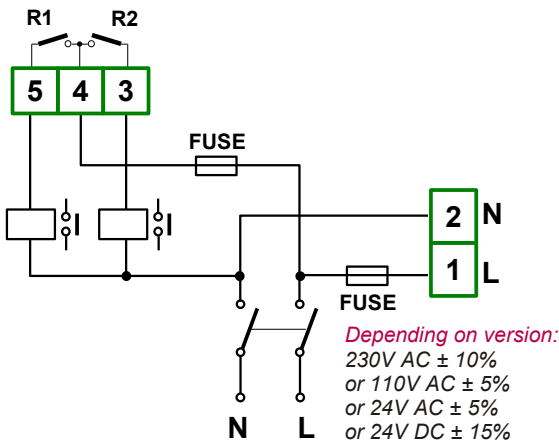 R1 R2
5 4 3
FUSE
2 N
1 L
FUSE
Depending on version:
230V AC ± 10%
or 110V AC ± 5%
or 24V AC ± 5%
or 24V DC ± 15%
N L